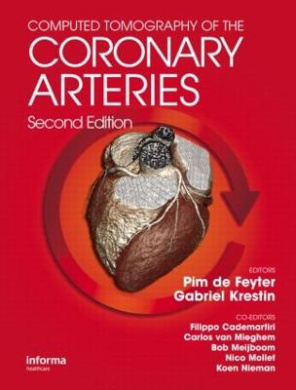 COMPUTED TOMOGRAPHY OF THE
CORONARY
ARTERIES
Second Edition
EDITORS
Pim de Feyter
Gabriel Krestin
CO-EDITORS
Filippo Cademartiri
Carlos van Mieghem
Bob Meijboom
Nico Mollet
Koen Nieman
informa
healthcare